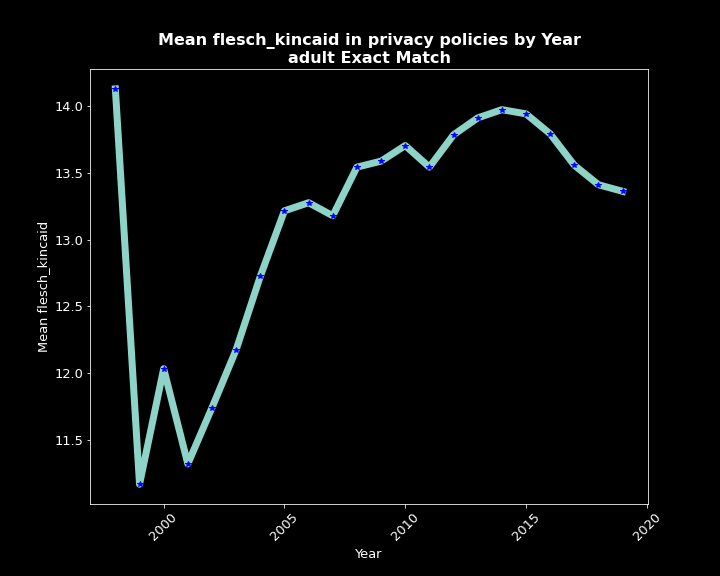 Mean flesch_kincaid in privacy policies by Year
adult Exact Match
14.0
13.5
13.0
12.5
12.0
11.5
Mean flesch_kincaid
2000
2005
2010
2015
2020
Year